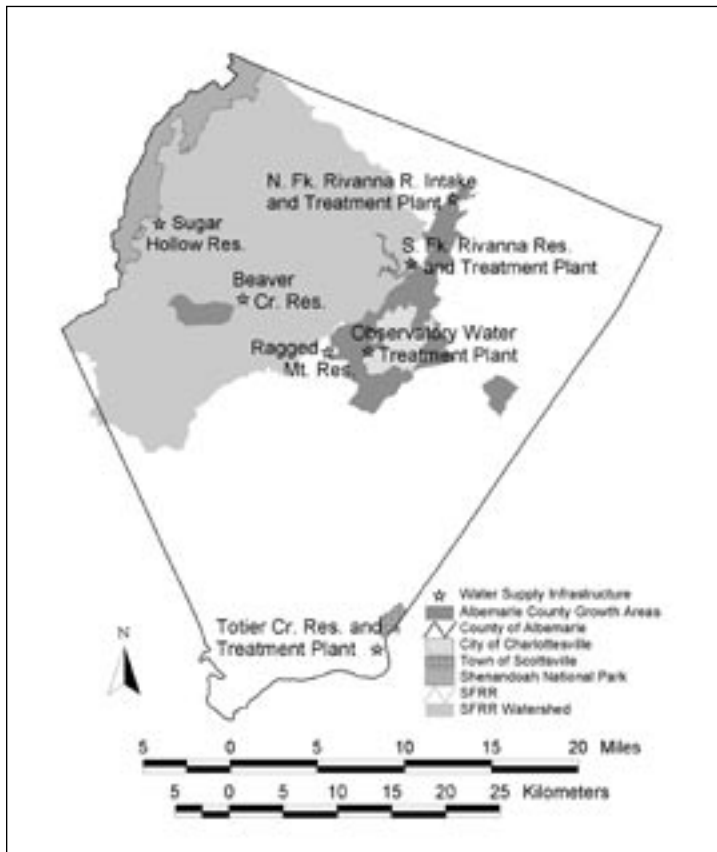 N. Fk. Rivanna R. Intake
and Treatment Plant
Sugar
Hollow Res.
S. Fk. Rivanna Res.
and Treatment Plant
Beaver
Cr. Res.
Ragged
Mt. Res.
Observatory Water
Treatment Plant
Totier Cr. Res. and
Treatment Plant
N
Water Supply Infrastructure
Albemarle County Growth Areas
County of Albemarle
City of Charlottesville
Town of Scottsville
Shenandoah National Park
SFRR
SFRR Watershed
5 0 5 10 15 20 Miles
5 0 5 10 15 20 25 Kilometers